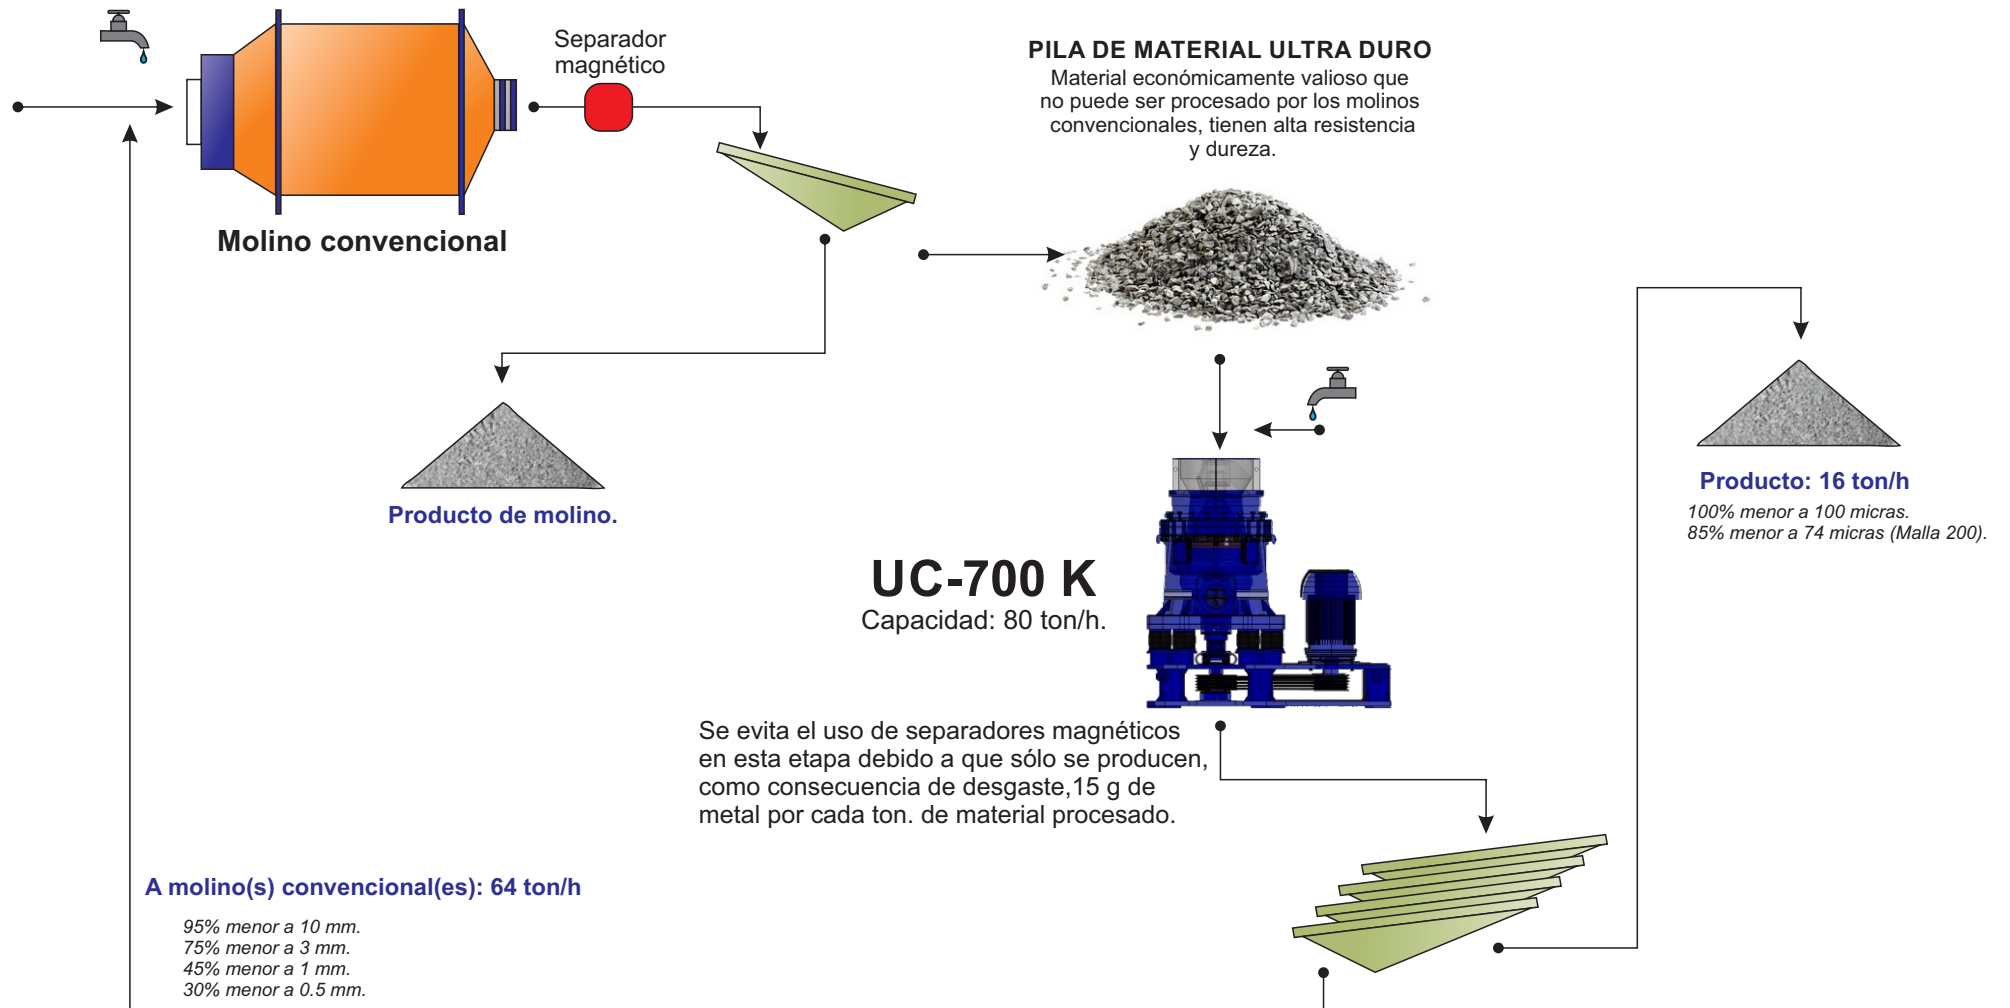 Separador
magnético
Molino convencional
PILA DE MATERIAL ULTRA DURO
Material económicamente valioso que
no puede ser procesado por los molinos
convencionales, tienen alta resistencia
y dureza.
Producto de molino.
Producto: 16 ton/h
100% menor a 100 micras.
85% menor a 74 micras (Malla 200).
UC-700 K
Capacidad: 80 ton/h.
Se evita el uso de separadores magnéticos
en esta etapa debido a que sólo se producen,
como consecuencia de desgaste,15 g de
metal por cada ton. de material procesado.
A molino(s) convencional(es): 64 ton/h
95% menor a 10 mm.
75% menor a 3 mm.
45% menor a 1 mm.
30% menor a 0.5 mm.